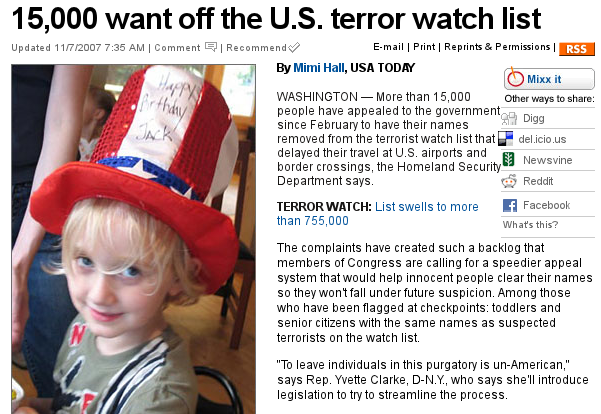 15,000 want off the U.S. terror watch list
Updated 11/7/2007 7:35 AM | Comment | Recommend
E-mail | Print | Reprints & Permissions | RSS
Happy
Birthday
Jack
By Mimi Hall, USA TODAY
WASHINGTON — More than 15,000
people have appealed to the government
since February to have their names
removed from the terrorist watch list that
delayed their travel at U.S. airports and
border crossings, the Homeland Security
Department says.
TERROR WATCH: List swells to more
than 755,000
The complaints have created such a backlog that
members of Congress are calling for a speedier appeal
system that would help innocent people clear their names
so they won't fall under future suspicion. Among those
who have been flagged at checkpoints: toddlers and
senior citizens with the same names as suspected
terrorists on the watch list.
"To leave individuals in this purgatory is un-American,"
says Rep. Yvette Clarke, D-N.Y., who says she'll introduce
legislation to try to streamline the process.
Mixx it
Other ways to share:
Digg
del.icio.us
Newsvine
Reddit
Facebook
What's this?